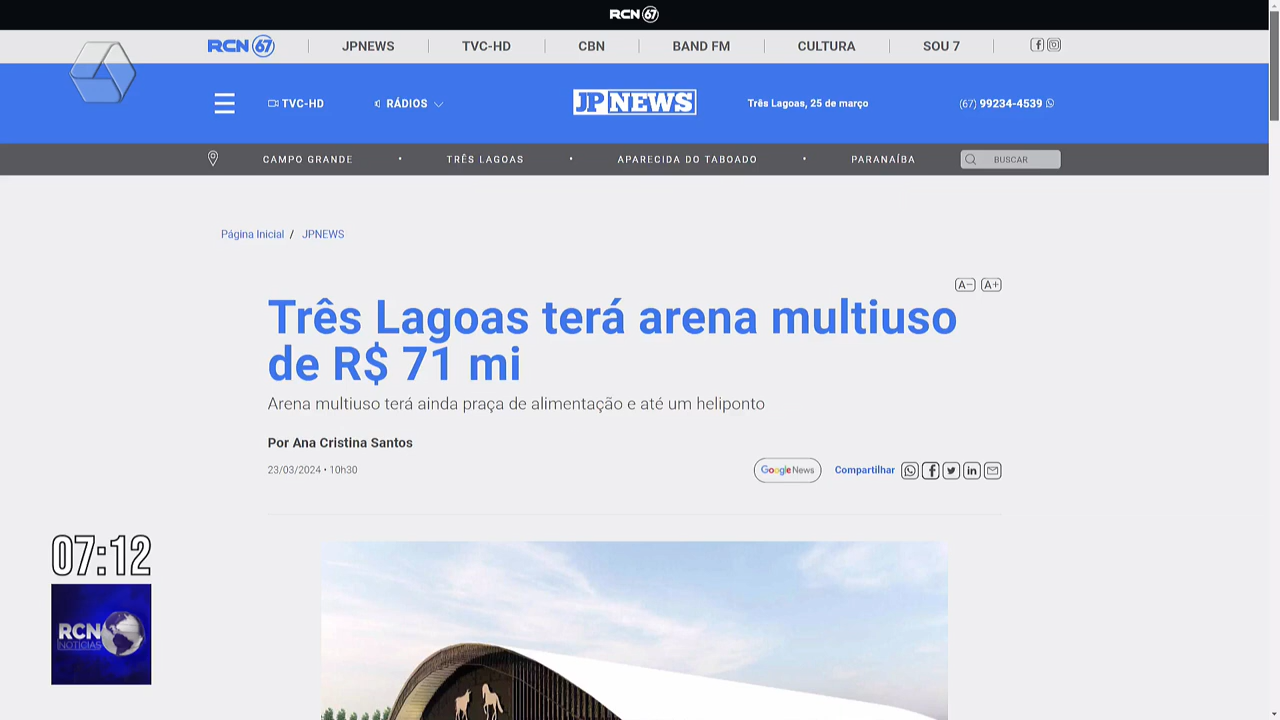 RCN 67
RCN 67 JPNEWS TVC-HD CBN BAND FM CULTURA SOU 7
TVC-HD RÁDIOS JPNEWS Três Lagoas, 25 de março (67) 99234-4539
CAMPO GRANDE • TRÊS LAGOAS • APARECIDA DO TABOADO • PARANAÍBA BUSCAR
Página Inicial / JPNEWS
A− A+
Três Lagoas terá arena multiuso
de R$ 71 mi
Arena multiuso terá ainda praça de alimentação e até um heliponto
Por Ana Cristina Santos
23/03/2024 • 10h30 Google News Compartilhar
07:12
RCN
NOTÍCIAS